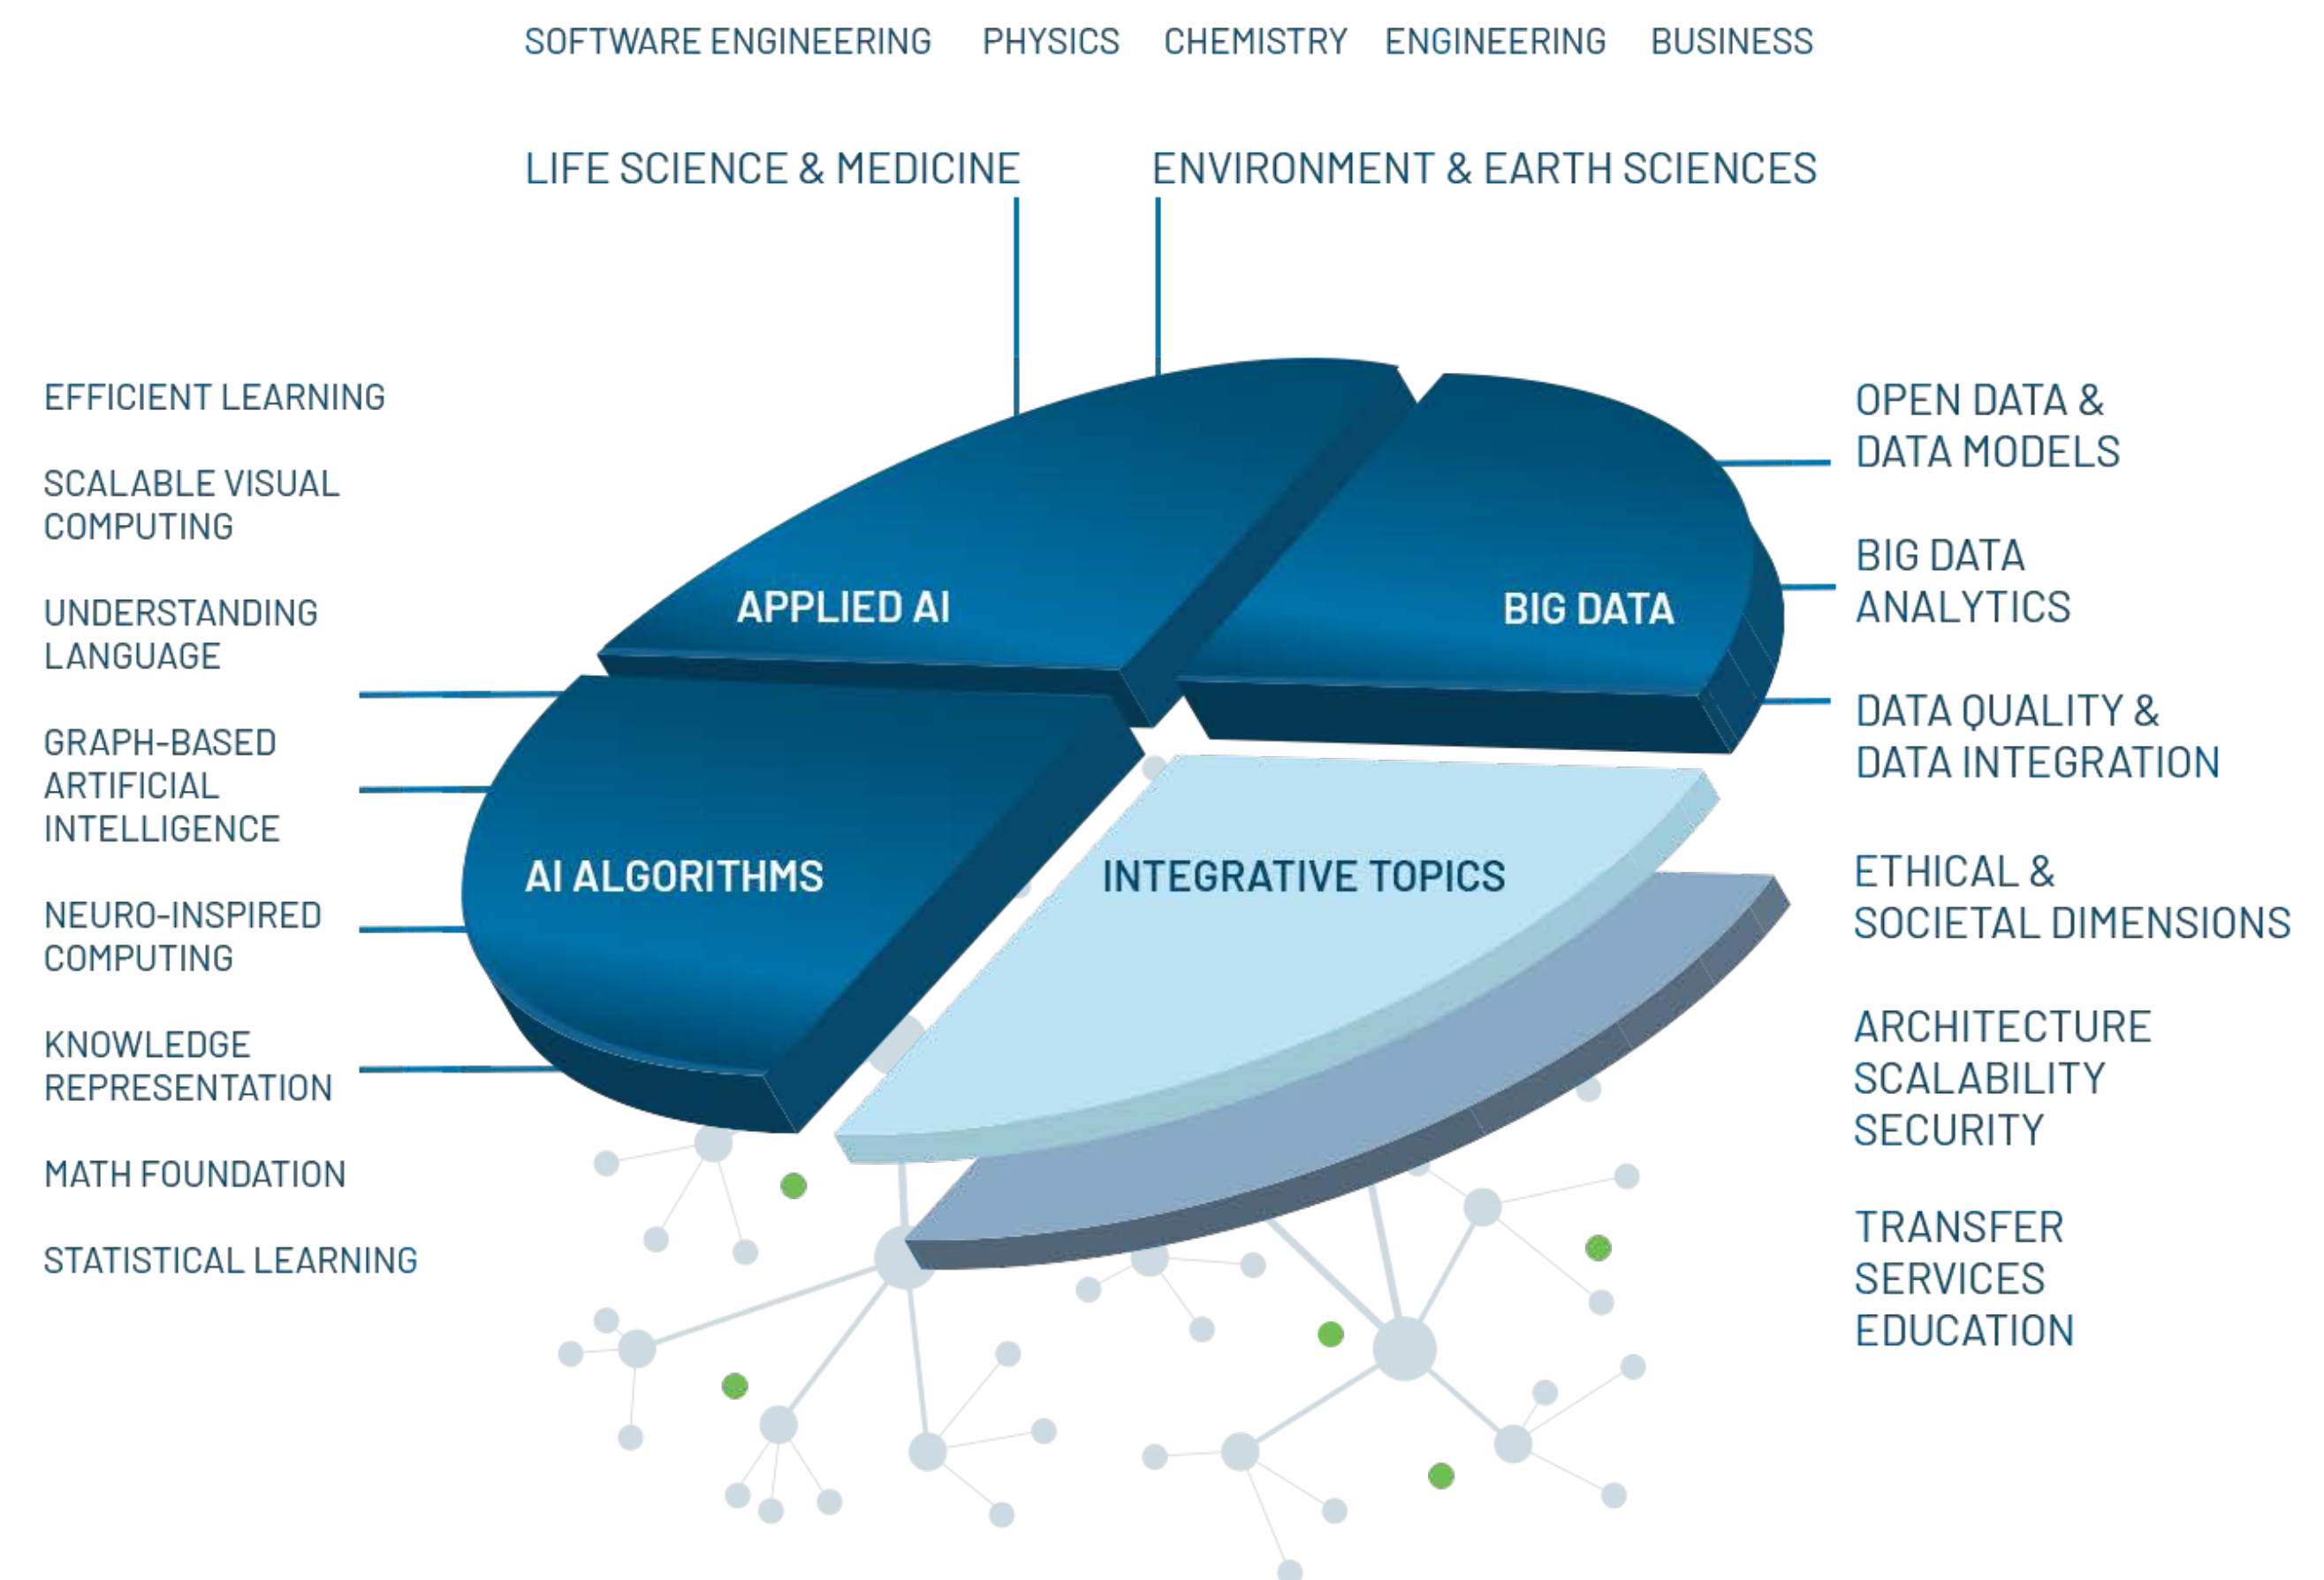 SOFTWARE ENGINEERING PHYSICS CHEMISTRY ENGINEERING BUSINESS
LIFE SCIENCE & MEDICINE ENVIRONMENT & EARTH SCIENCES
EFFICIENT LEARNING
SCALABLE VISUAL
COMPUTING
UNDERSTANDING
LANGUAGE
GRAPH-BASED
ARTIFICIAL
INTELLIGENCE
NEURO-INSPIRED
COMPUTING
KNOWLEDGE
REPRESENTATION
MATH FOUNDATION
STATISTICAL LEARNING
APPLIED AI
BIG DATA
AI ALGORITHMS
INTEGRATIVE TOPICS
OPEN DATA &
DATA MODELS
BIG DATA
ANALYTICS
DATA QUALITY &
DATA INTEGRATION
ETHICAL &
SOCIETAL DIMENSIONS
ARCHITECTURE
SCALABILITY
SECURITY
TRANSFER
SERVICES
EDUCATION